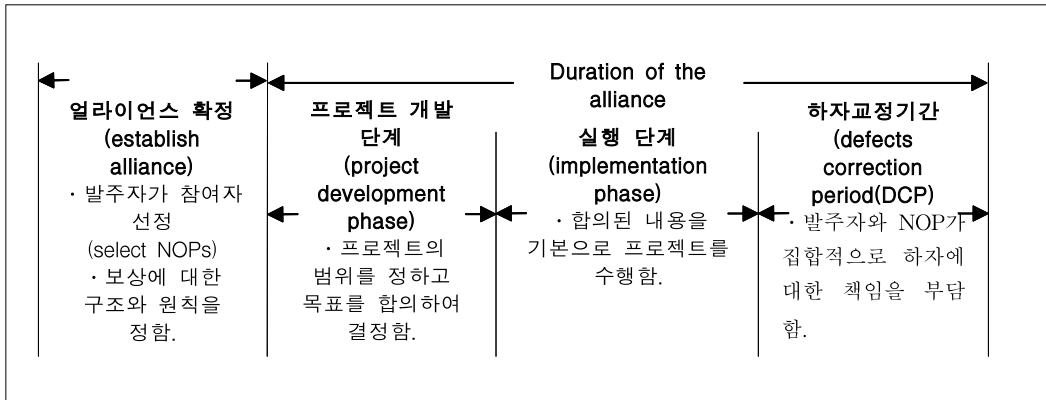 Duration of the
alliance
얼라이언스 확정
(establish
alliance)
· 발주자가 참여자
선정
(select NOPs)
· 보상에 대한
구조와 원칙을
정함.
프로젝트 개발
단계
(project
development
phase)
· 프로젝트의
범위를 정하고
목표를 합의하여
결정함.
실행 단계
(implementation
phase)
· 합의된 내용을
기본으로 프로젝트를
수행함.
하자교정기간
(defects
correction
period(DCP)
· 발주자와 NOP가
집합적으로 하자에
대한 책임을 부담
함.